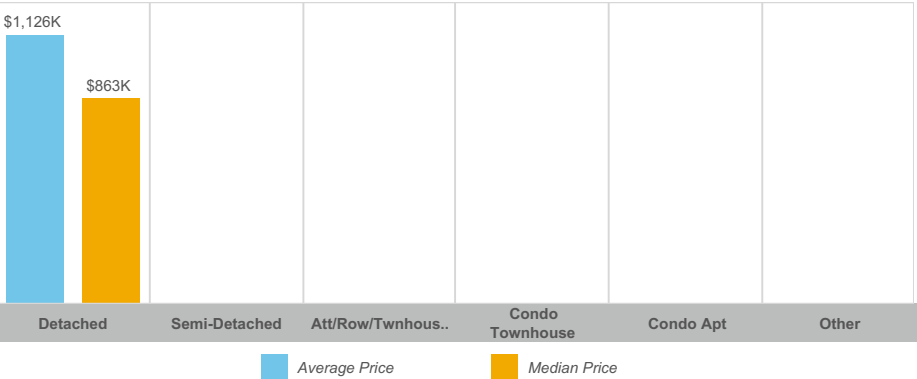 $1,126K
$863K
Detached
Semi-Detached
Att/Row/Twnhous..
Condo
Townhouse
Condo Apt
Other
Average Price
Median Price